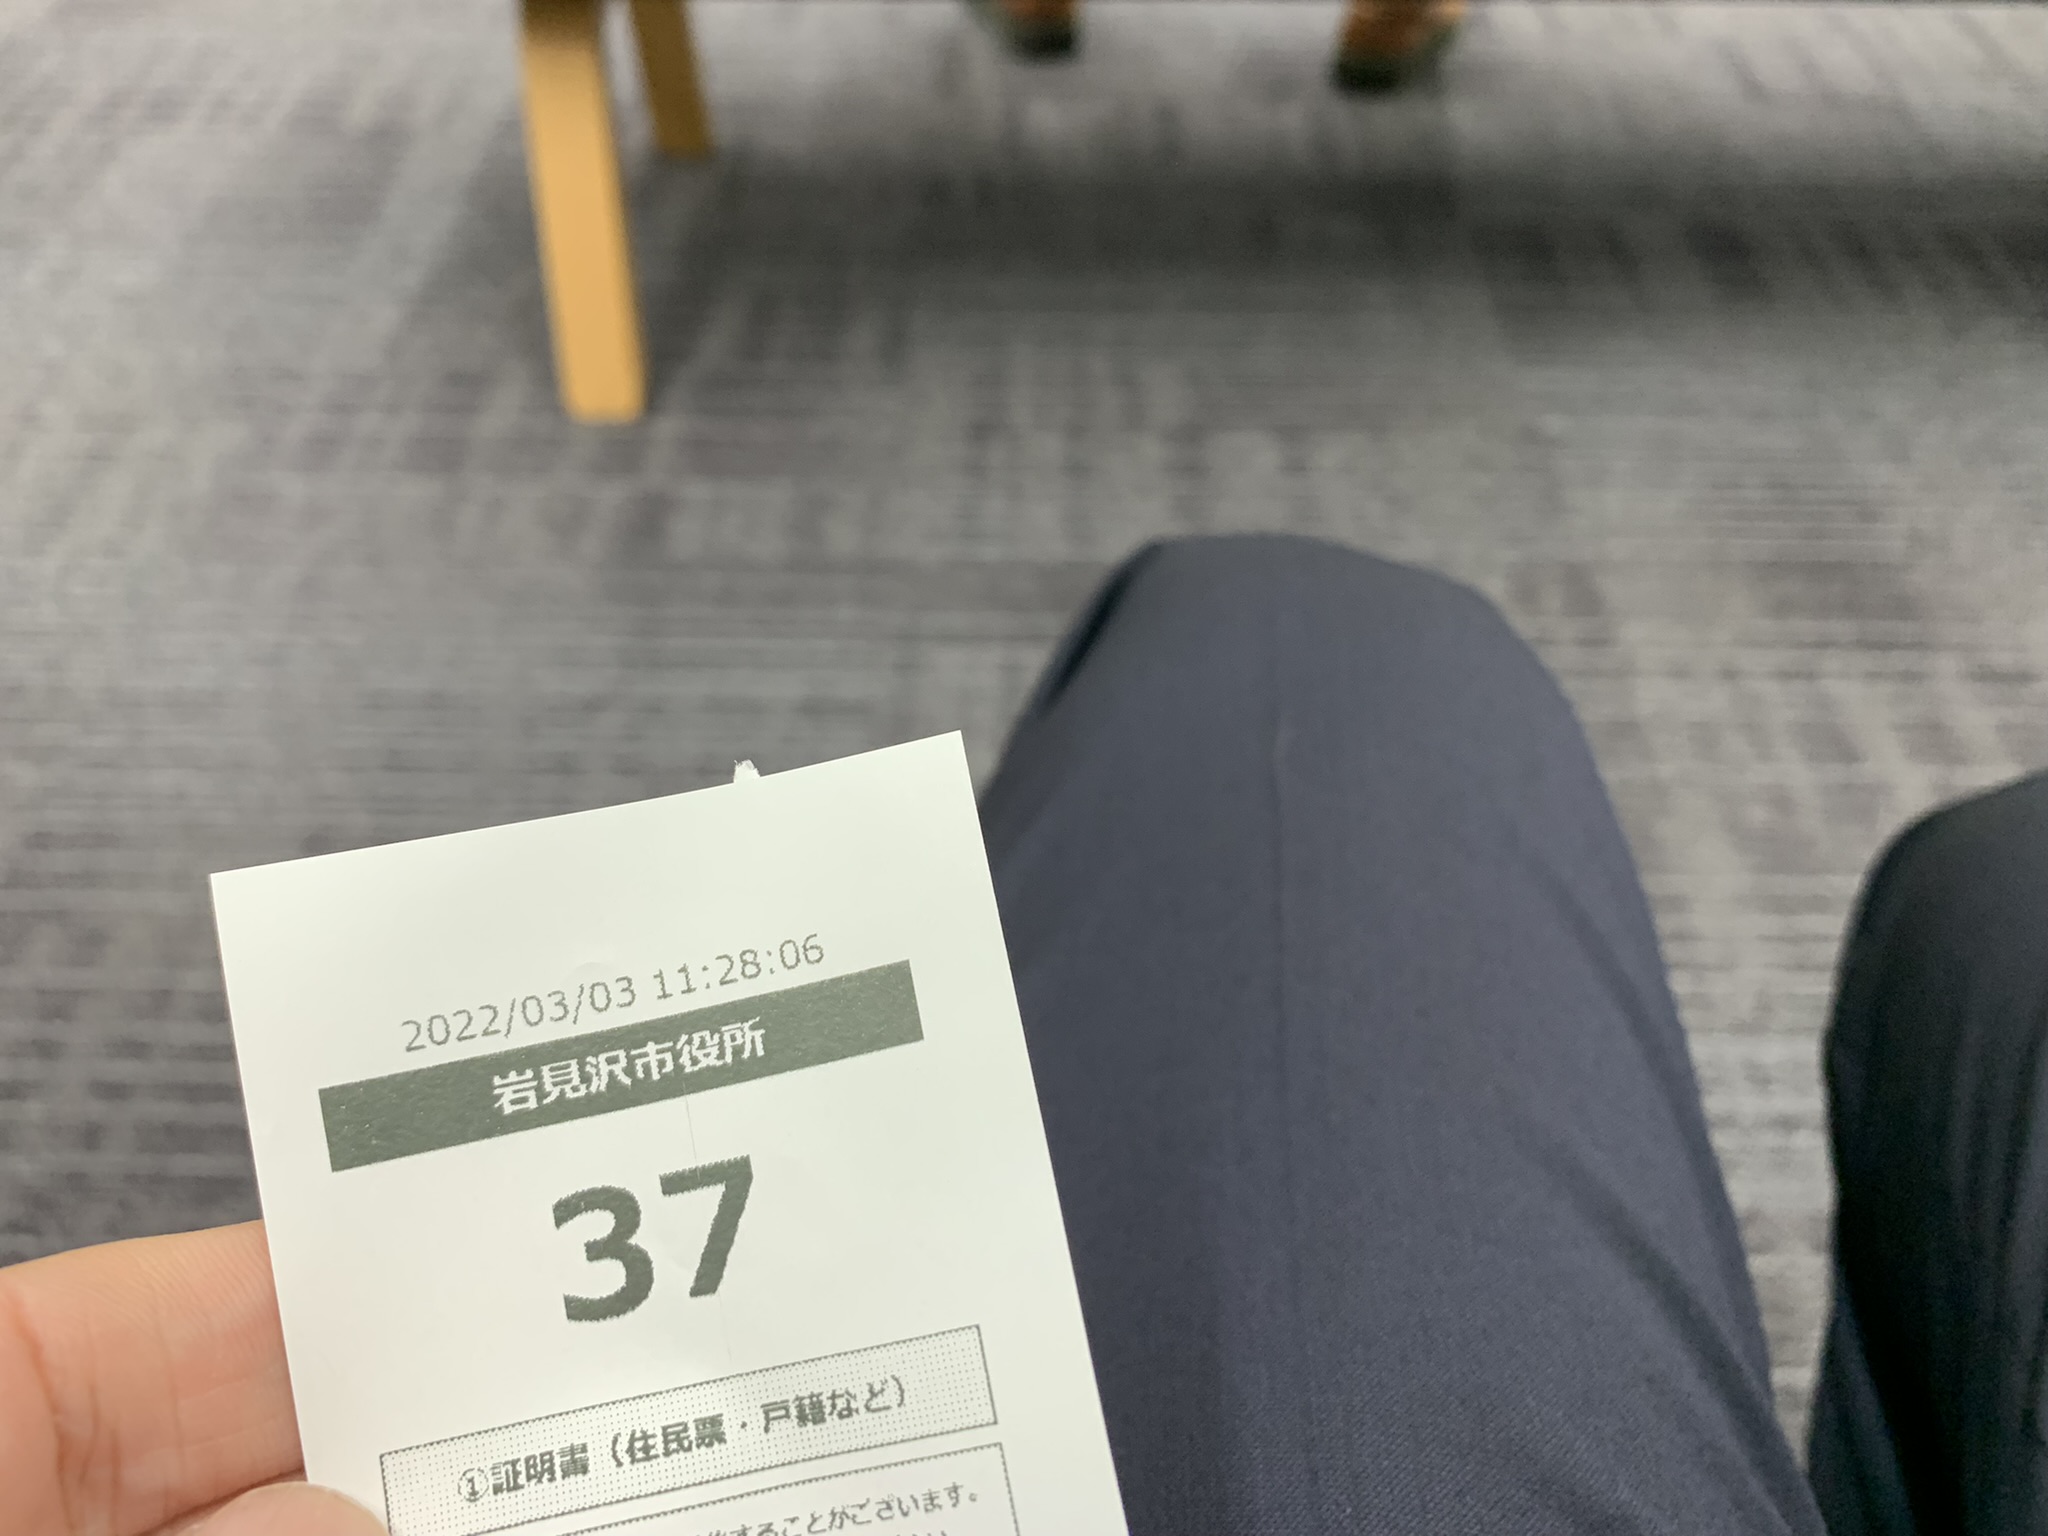 2022/03/03 11:28:06
岩見沢市役所
37
①証明書（住民票・戸籍など）
することがございます。